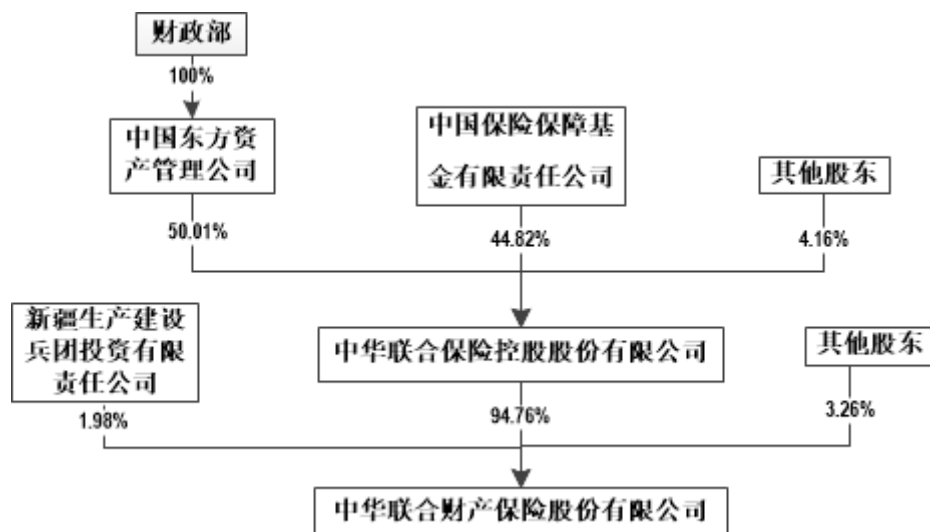 财政部
100%
中国东方资
产管理公司
中国保险保障基
金有限责任公司
其他股东
50.01%
44.82%
4.16%
新疆生产建设
兵团投资有限
责任公司
中华联合保险控股股份有限公司
其他股东
1.98%
94.76%
3.26%
中华联合财产保险股份有限公司